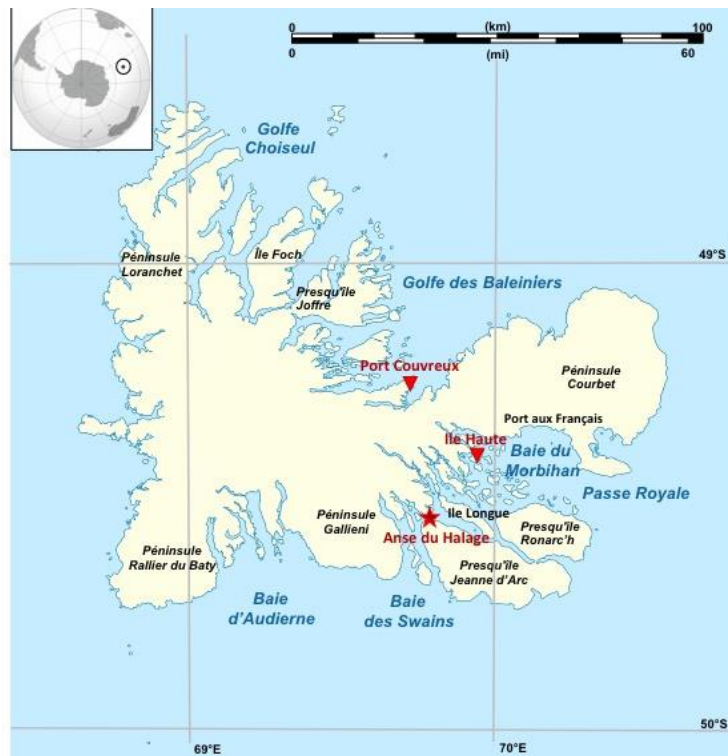 0 (km) 100
0 (mi) 60
Golfe
Choiseul
49°S
Péninsule
Loranchet
Île Foch
Presqu'île
Joffre
Golfe des Baleiniers
Port Couvreux
Péninsule
Courbet
Port aux Français
Ile Haute
Baie du
Morbihan
Passe Royale
Péninsule
Gallieni
Ile Longue
Anse du Halage
Presqu'île
Ronarc'h
Péninsule
Rallier du Baty
Presqu'île
Jeanne d'Arc
Baie
d'Audierne
Baie
des Swains
50°S
69°E
70°E